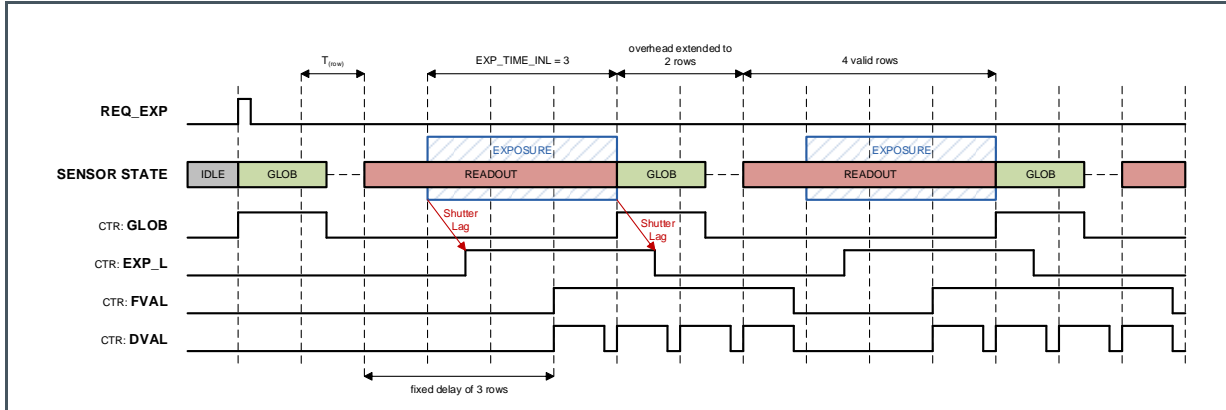 overhead extended to
T(row) EXP_TIME_INL = 3 2 rows 4 valid rows
REQ_EXP
EXPOSURE EXPOSURE
SENSOR STATE IDLE GLOB READOUT GLOB READOUT GLOB
Shutter Shutter
Lag Lag
CTR: GLOB
CTR: EXP_L
CTR: FVAL
CTR: DVAL
fixed delay of 3 rows